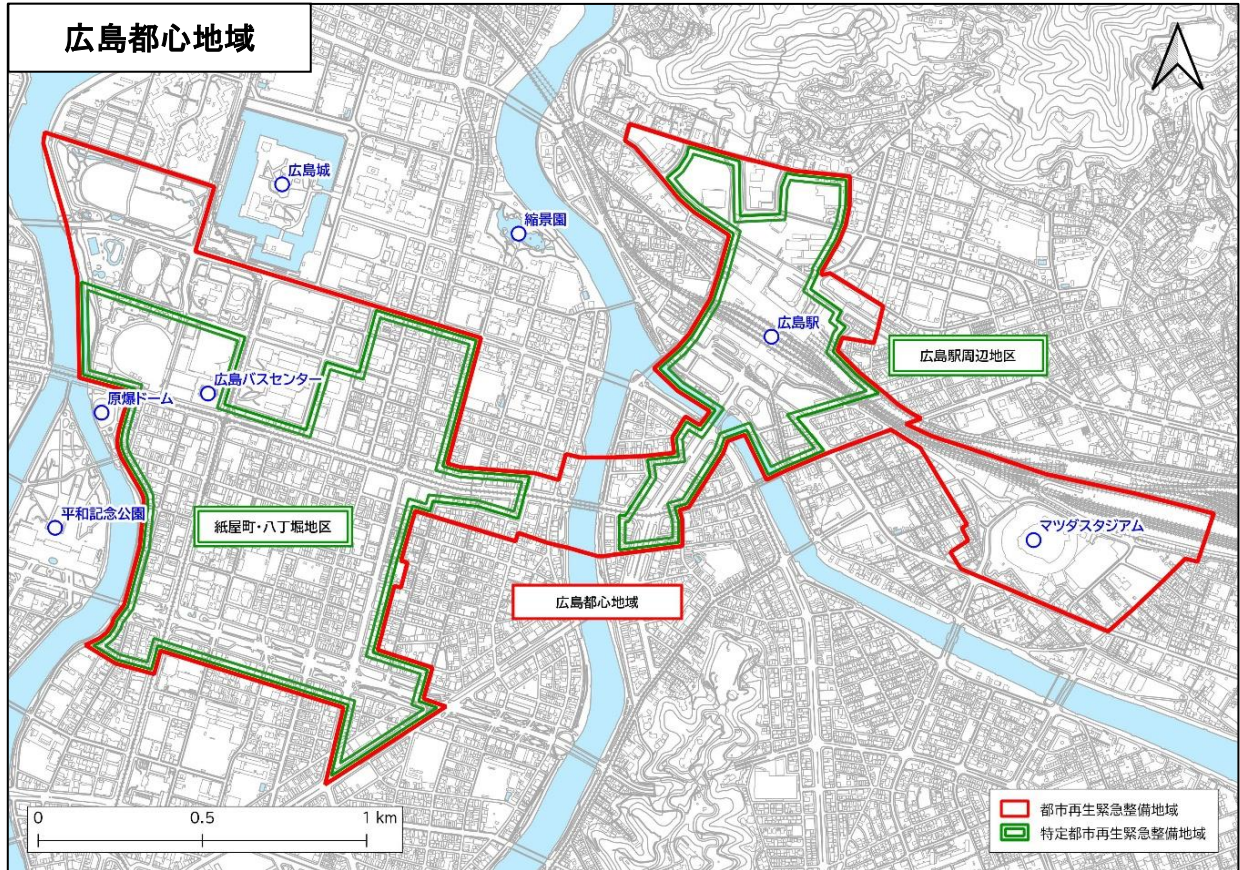 広島都心地域
広島城
縮景園
広島駅
広島駅周辺地区
広島バスセンター
原爆ドーム
平和記念公園
紙屋町・八丁堀地区
マツダスタジアム
広島都心地域
0 0.5 1 km
都市再生緊急整備地域
特定都市再生緊急整備地域